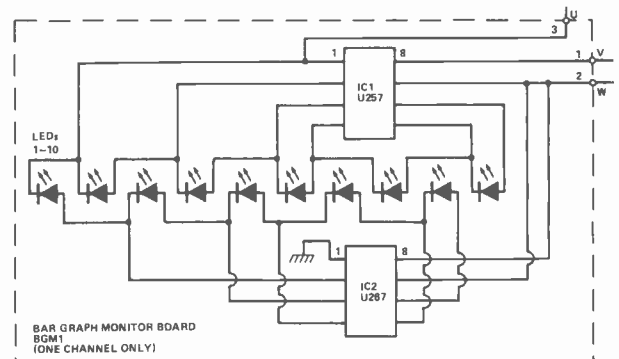 U
3
1
8
1
V
IC1
U257
2
W
LEDs
1–10
1
8
IC2
U267
BAR GRAPH MONITOR BOARD
BGM1
(ONE CHANNEL ONLY)